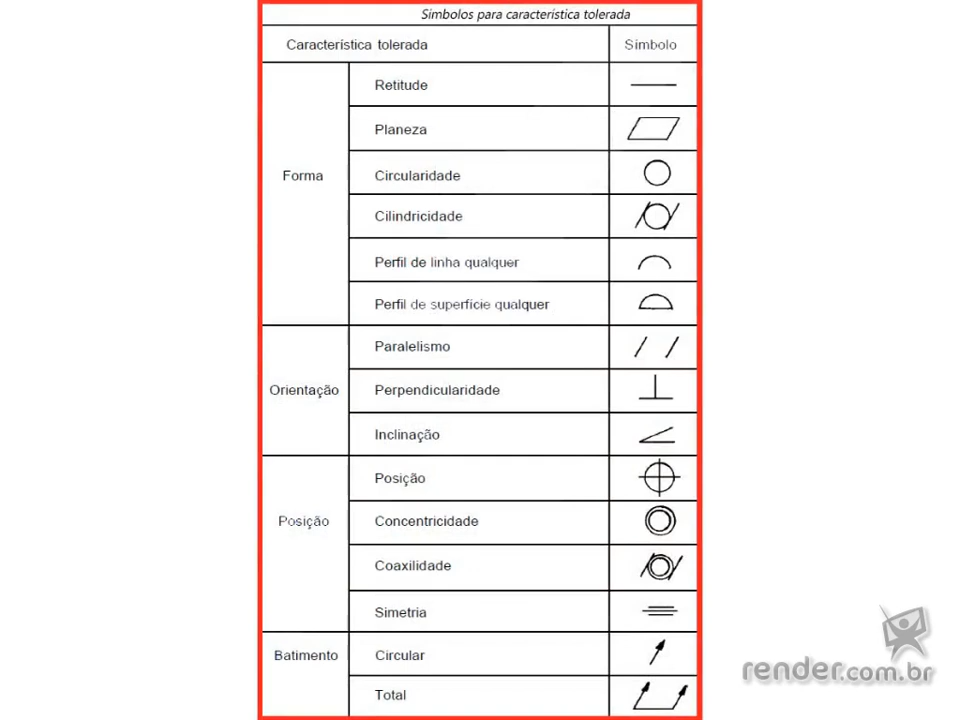 Símbolos para característica tolerada
Característica tolerada Símbolo
Forma
Retitude
Planeza
Circularidade
Cilindricidade
Perfil de linha qualquer
Perfil de superfície qualquer
Orientação
Paralelismo
Perpendicularidade
Inclinação
Posição
Posição
Concentricidade
Coaxilidade
Simetria
Batimento
Circular
Total
render.com.br